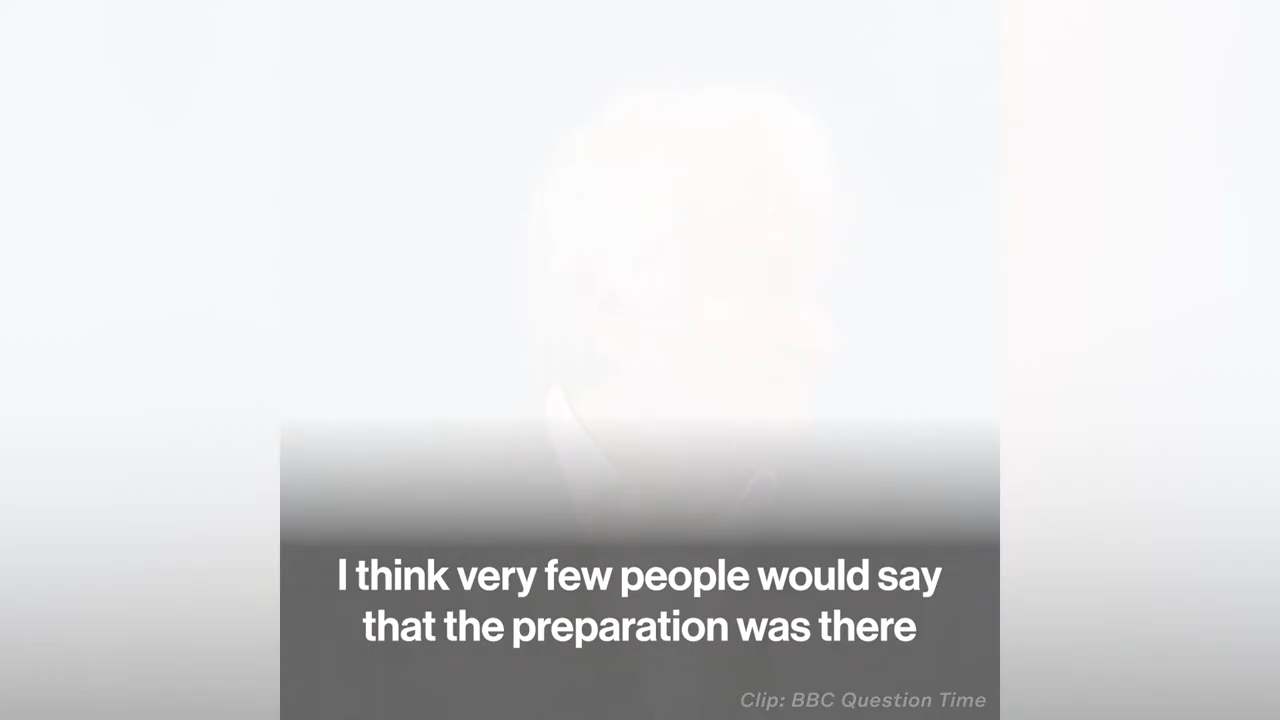 I think very few people would say
that the preparation was there
Clip: BBC Question Time